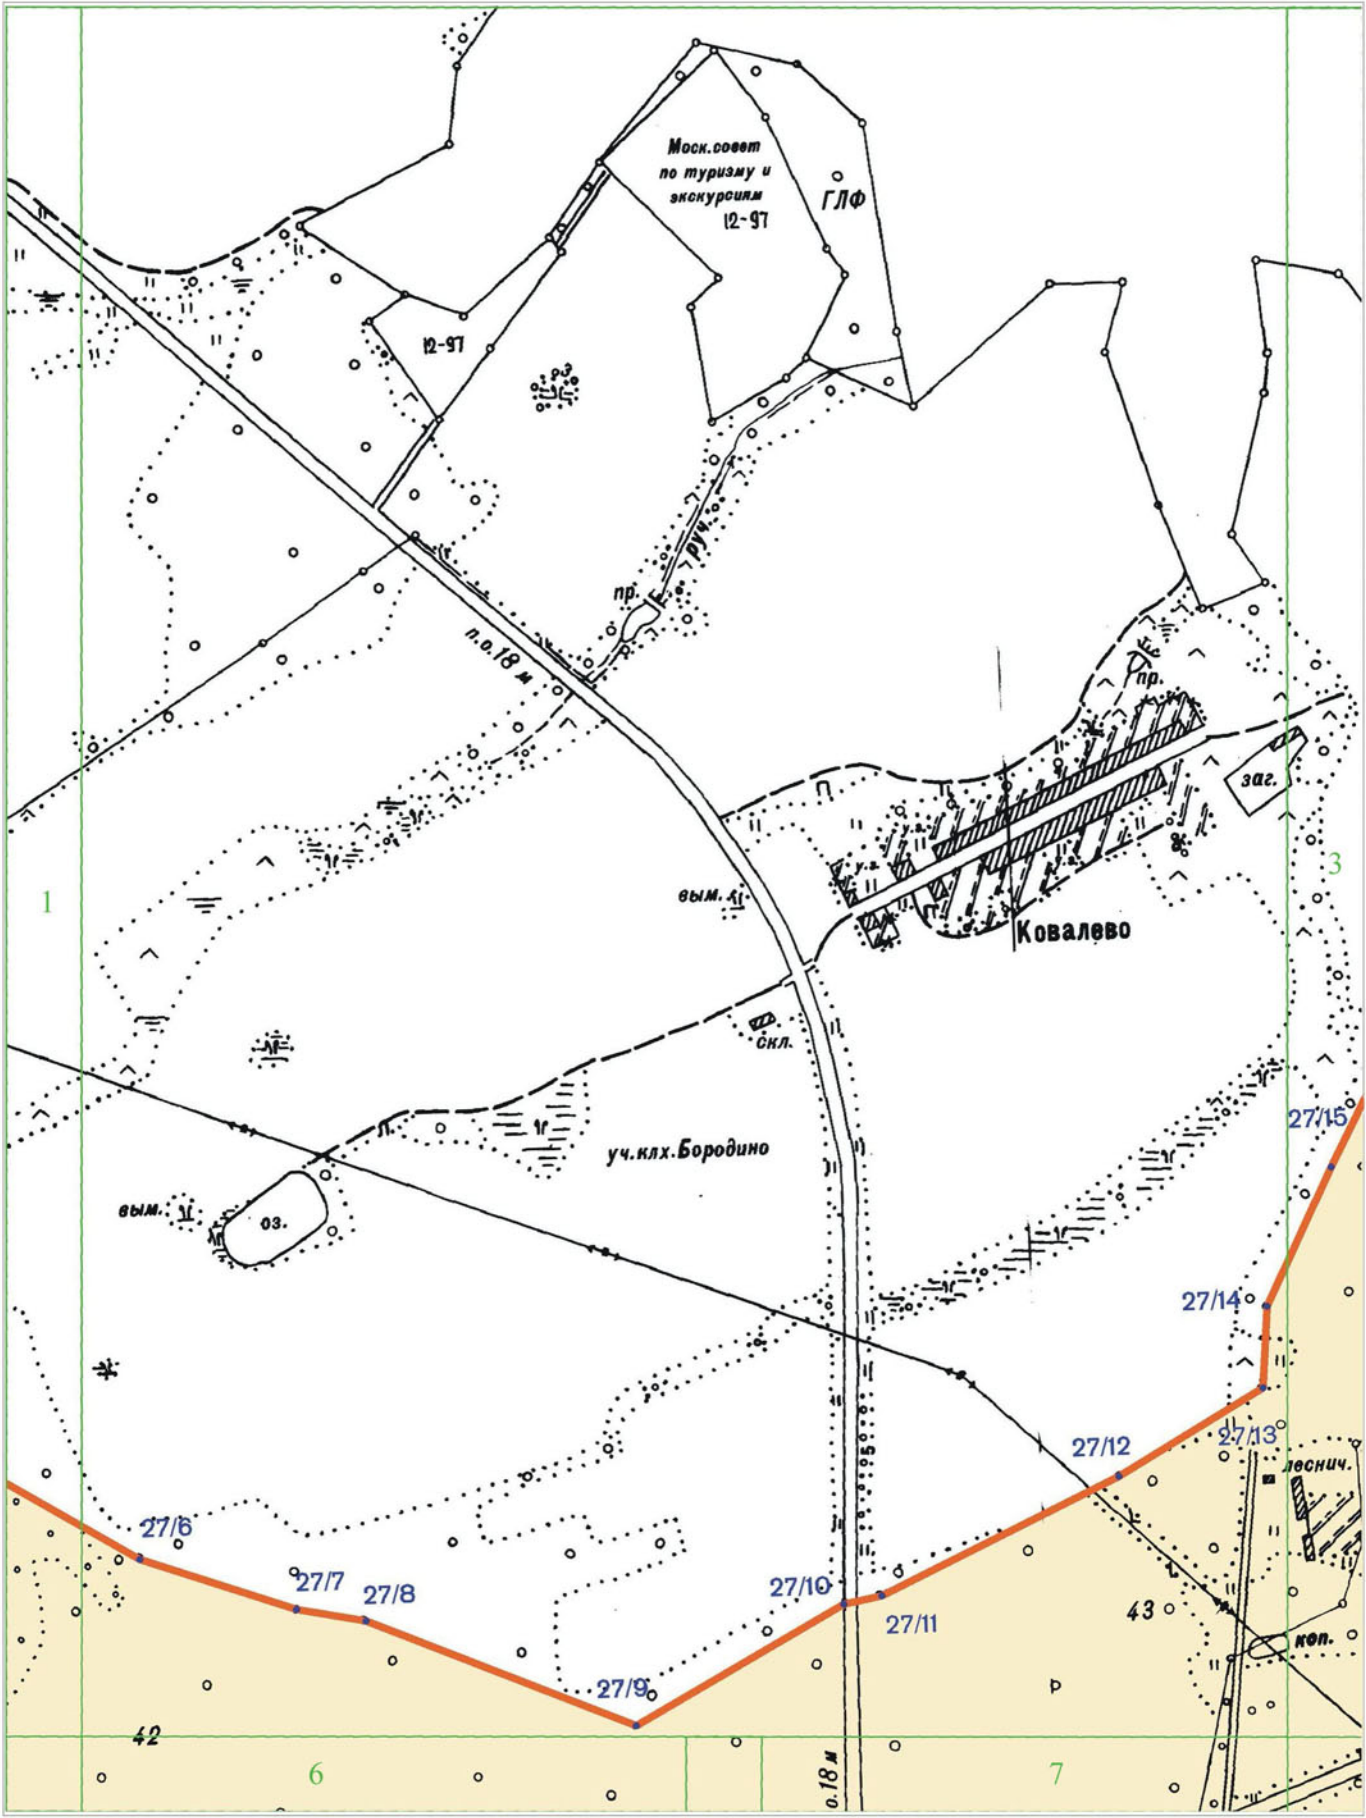 Моск.совет
по туризму и
экскурсиям
12-97
ГЛФ
12-97
руч.
пр.
п.о.18 м
пр.
заг.
1
3
вым.
у.з.
у.з.
у.з.
Ковалево
скл.
27/15
уч.клх.Бородино
вым.
оз.
27/14
27/12
27/13
леснич.
27/6
27/7
27/8
27/10
27/11
43
коп.
27/9
42
6
7
о.18 м